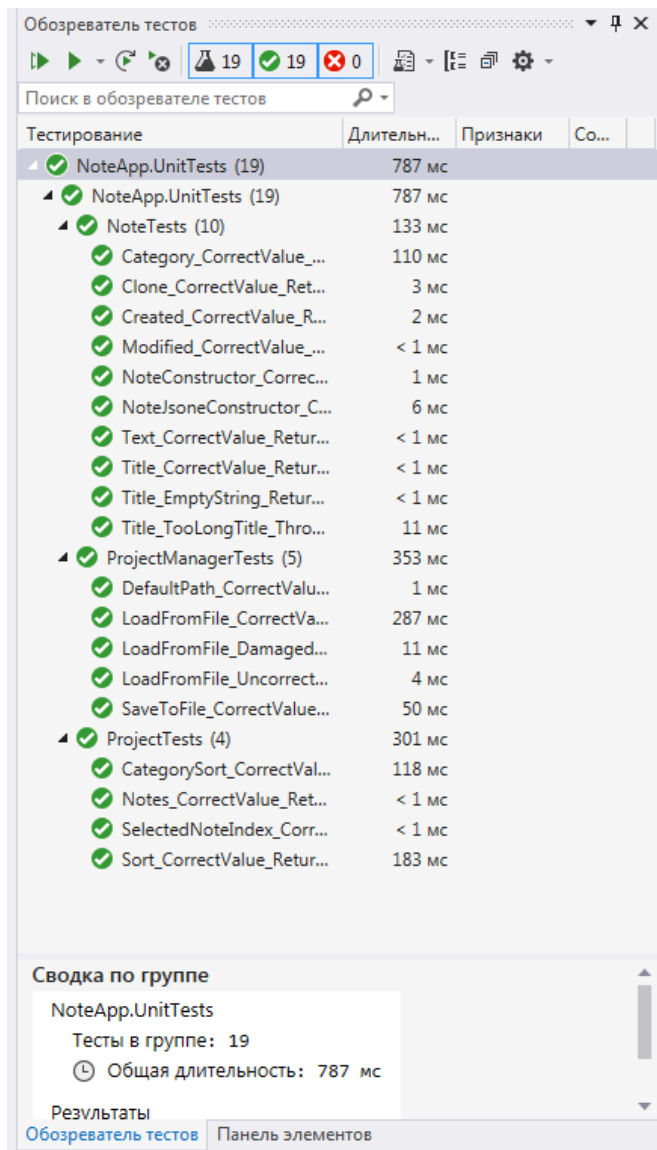 Обозреватель тестов
19 19 0
Поиск в обозревателе тестов
Тестирование Длительн... Признаки Со...
NoteApp.UnitTests (19) 787 мс
NoteApp.UnitTests (19) 787 мс
NoteTests (10) 133 мс
Category_CorrectValue_... 110 мс
Clone_CorrectValue_Ret... 3 мс
Created_CorrectValue_R... 2 мс
Modified_CorrectValue_... < 1 мс
NoteConstructor_Correc... 1 мс
NoteJsoneConstructor_C... 6 мс
Text_CorrectValue_Retur... < 1 мс
Title_CorrectValue_Retur... < 1 мс
Title_EmptyString_Retur... < 1 мс
Title_TooLongTitle_Thro... 11 мс
ProjectManagerTests (5) 353 мс
DefaultPath_CorrectValu... 1 мс
LoadFromFile_CorrectVa... 287 мс
LoadFromFile_Damaged... 11 мс
LoadFromFile_Uncorrect... 4 мс
SaveToFile_CorrectValue... 50 мс
ProjectTests (4) 301 мс
CategorySort_CorrectVal... 118 мс
Notes_CorrectValue_Ret... < 1 мс
SelectedNoteIndex_Corr... < 1 мс
Sort_CorrectValue_Retur... 183 мс
Сводка по группе
NoteApp.UnitTests
Тесты в группе: 19
Общая длительность: 787 мс
Результаты
Обозреватель тестов Панель элементов